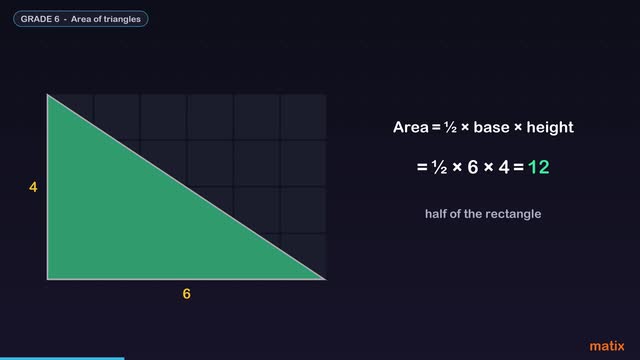 GRADE 6 - Area of triangles
Area = ½ × base × height
4
= ½ × 6 × 4 = 12
half of the rectangle
6
matix